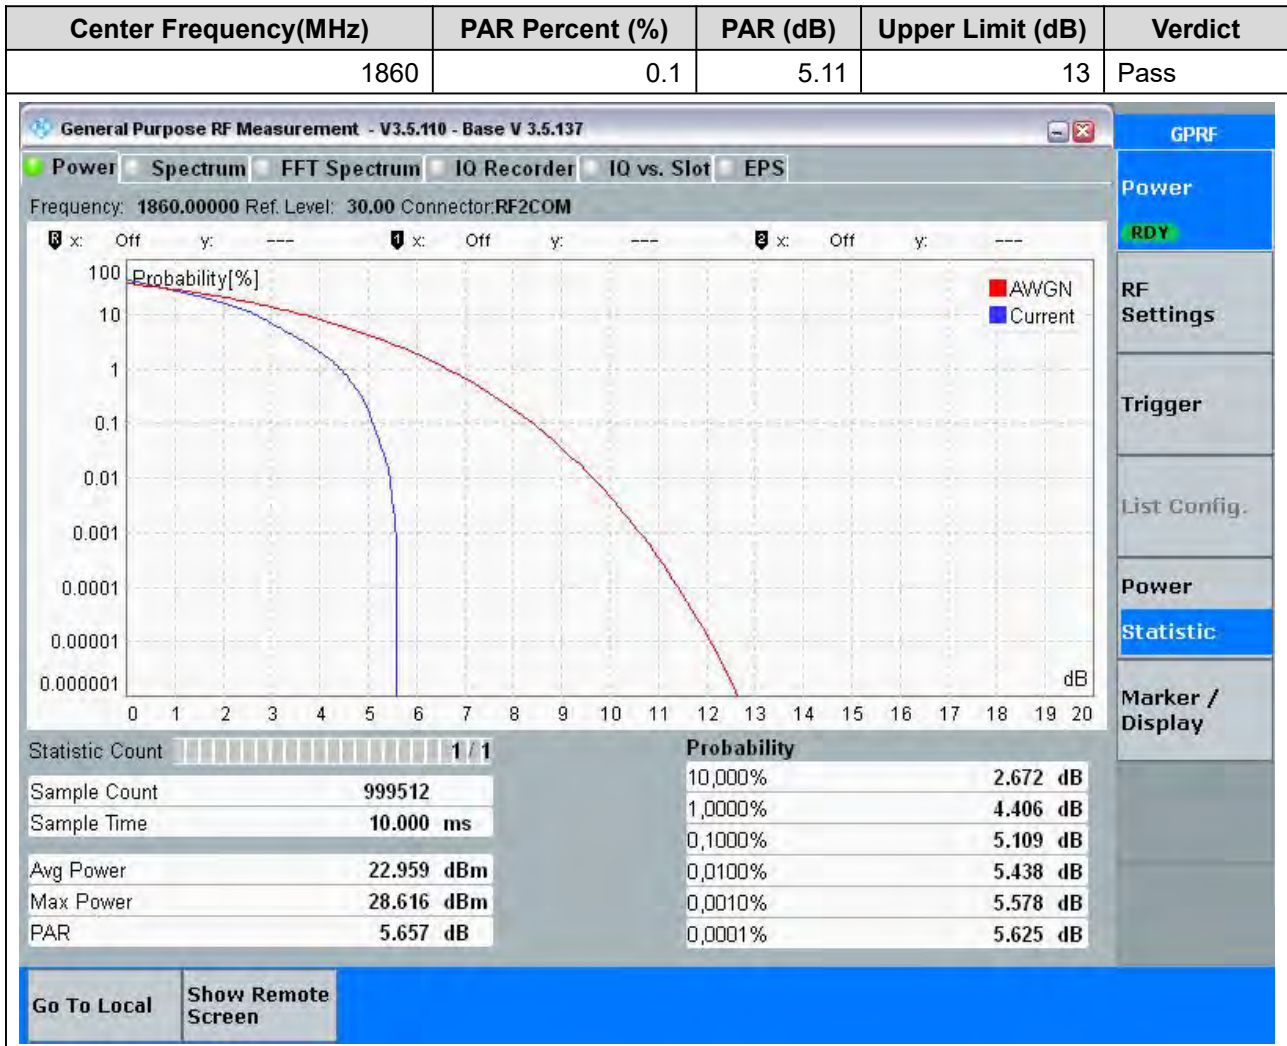 Center Frequency(MHz) PAR Percent (%) PAR (dB) Upper Limit (dB) Verdict
1860 0.1 5.11 13 Pass
General Purpose RF Measurement - V3.5.110 - Base V 3.5.137
GPRF
Power Spectrum FFT Spectrum IQ Recorder IQ vs. Slot EPS
Frequency: 1860.00000 Ref. Level: 30.00 Connector:RF2COM
R x: Off y: --- 1 x: Off y: --- 2 x: Off y: ---
Probability[%]
AWGN
Current
100
10
1
0.1
0.01
0.001
0.0001
0.00001
0.000001
dB
0 1 2 3 4 5 6 7 8 9 10 11 12 13 14 15 16 17 18 19 20
Statistic Count 1 / 1
Sample Count 999512
Sample Time 10.000 ms
Avg Power 22.959 dBm
Max Power 28.616 dBm
PAR 5.657 dB
Probability
10,000% 2.672 dB
1,0000% 4.406 dB
0,1000% 5.109 dB
0,0100% 5.438 dB
0,0010% 5.578 dB
0,0001% 5.625 dB
Power
RDY
RF
Settings
Trigger
List Config.
Power
Statistic
Marker /
Display
Go To Local
Show Remote
Screen